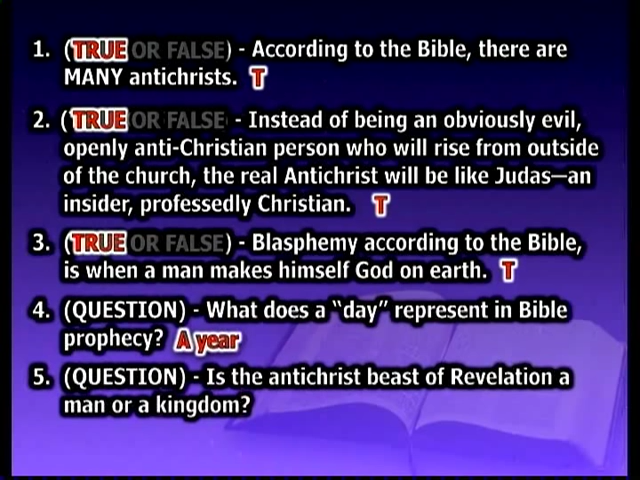 1. (TRUE OR FALSE) - According to the Bible, there are
MANY antichrists. T
2. (TRUE OR FALSE - Instead of being an obviously evil,
openly anti-Christian person who will rise from outside
of the church, the real Antichrist will be like Judas—an
insider, professedly Christian. T
3. (TRUE OR FALSE) - Blasphemy according to the Bible,
is when a man makes himself God on earth. T
4. (QUESTION) - What does a “day” represent in Bible
prophecy? A year
5. (QUESTION) - Is the antichrist beast of Revelation a
man or a kingdom?